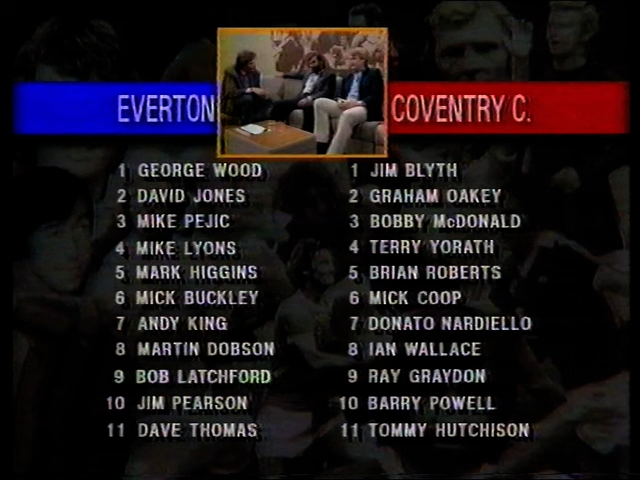 EVERTON COVENTRY C.
1 GEORGE WOOD 1 JIM BLYTH
2 DAVID JONES 2 GRAHAM OAKEY
3 MIKE PEJIC 3 BOBBY McDONALD
4 MIKE LYONS 4 TERRY YORATH
5 MARK HIGGINS 5 BRIAN ROBERTS
6 MICK BUCKLEY 6 MICK COOP
7 ANDY KING 7 DONATO NARDIELLO
8 MARTIN DOBSON 8 IAN WALLACE
9 BOB LATCHFORD 9 RAY GRAYDON
10 JIM PEARSON 10 BARRY POWELL
11 DAVE THOMAS 11 TOMMY HUTCHISON